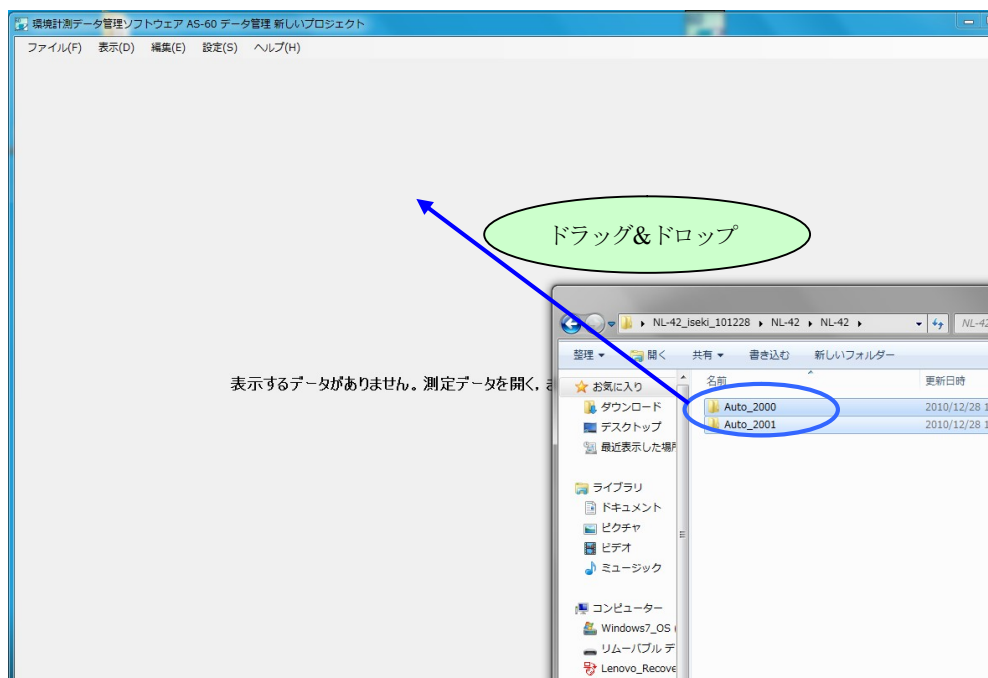 環境計測データ管理ソフトウェア AS-60 データ管理 新しいプロジェクト
ファイル(F) 表示(D) 編集(E) 設定(S) ヘルプ(H)
ドラッグ&ドロップ
NL-42_iseki_101228 NL-42 NL-42
NL-42
整理 開く 共有 書き込む 新しいフォルダー
表示するデータがありません。測定データを開く,
お気に入り
ダウンロード
デスクトップ
最近表示した場所
ライブラリ
ドキュメント
ピクチャ
ビデオ
ミュージック
コンピューター
Windows7_OS
リムーバブル デ
Lenovo_Recove
名前 更新日時
Auto_2000 2010/12/28 1
Auto_2001 2010/12/28 1